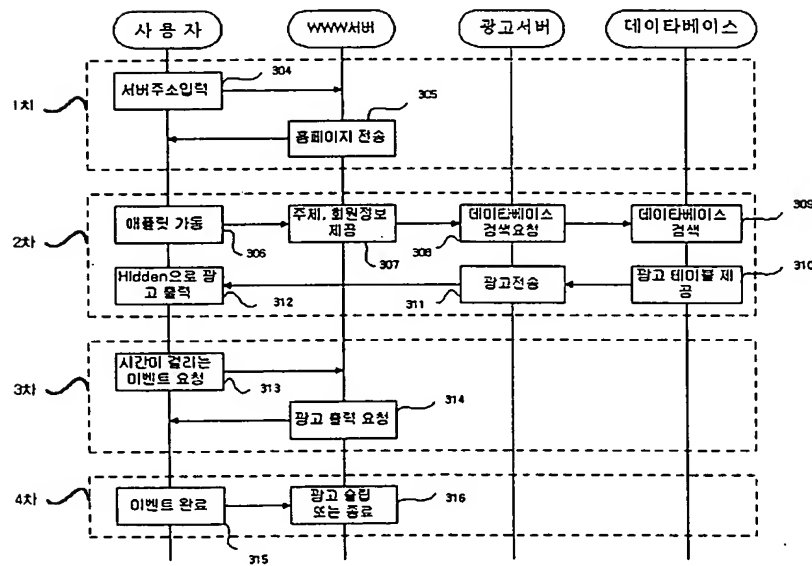 사 용 자
WWW서버
광고서버
데이타베이스
1차
서버주소입력
304
305
홈페이지 전송
2차
애플릿 가동
306
주제, 회원정보
제공
307
데이타베이스
검색요청
308
데이타베이스
검색
309
Hidden으로 광
고 출력
312
광고전송
311
광고 테이블 제
공
310
3차
시간이 걸리는
이벤트 요청
313
광고 출력 요청
314
4차
이벤트 완료
315
광고 슬립
또는 종료
316